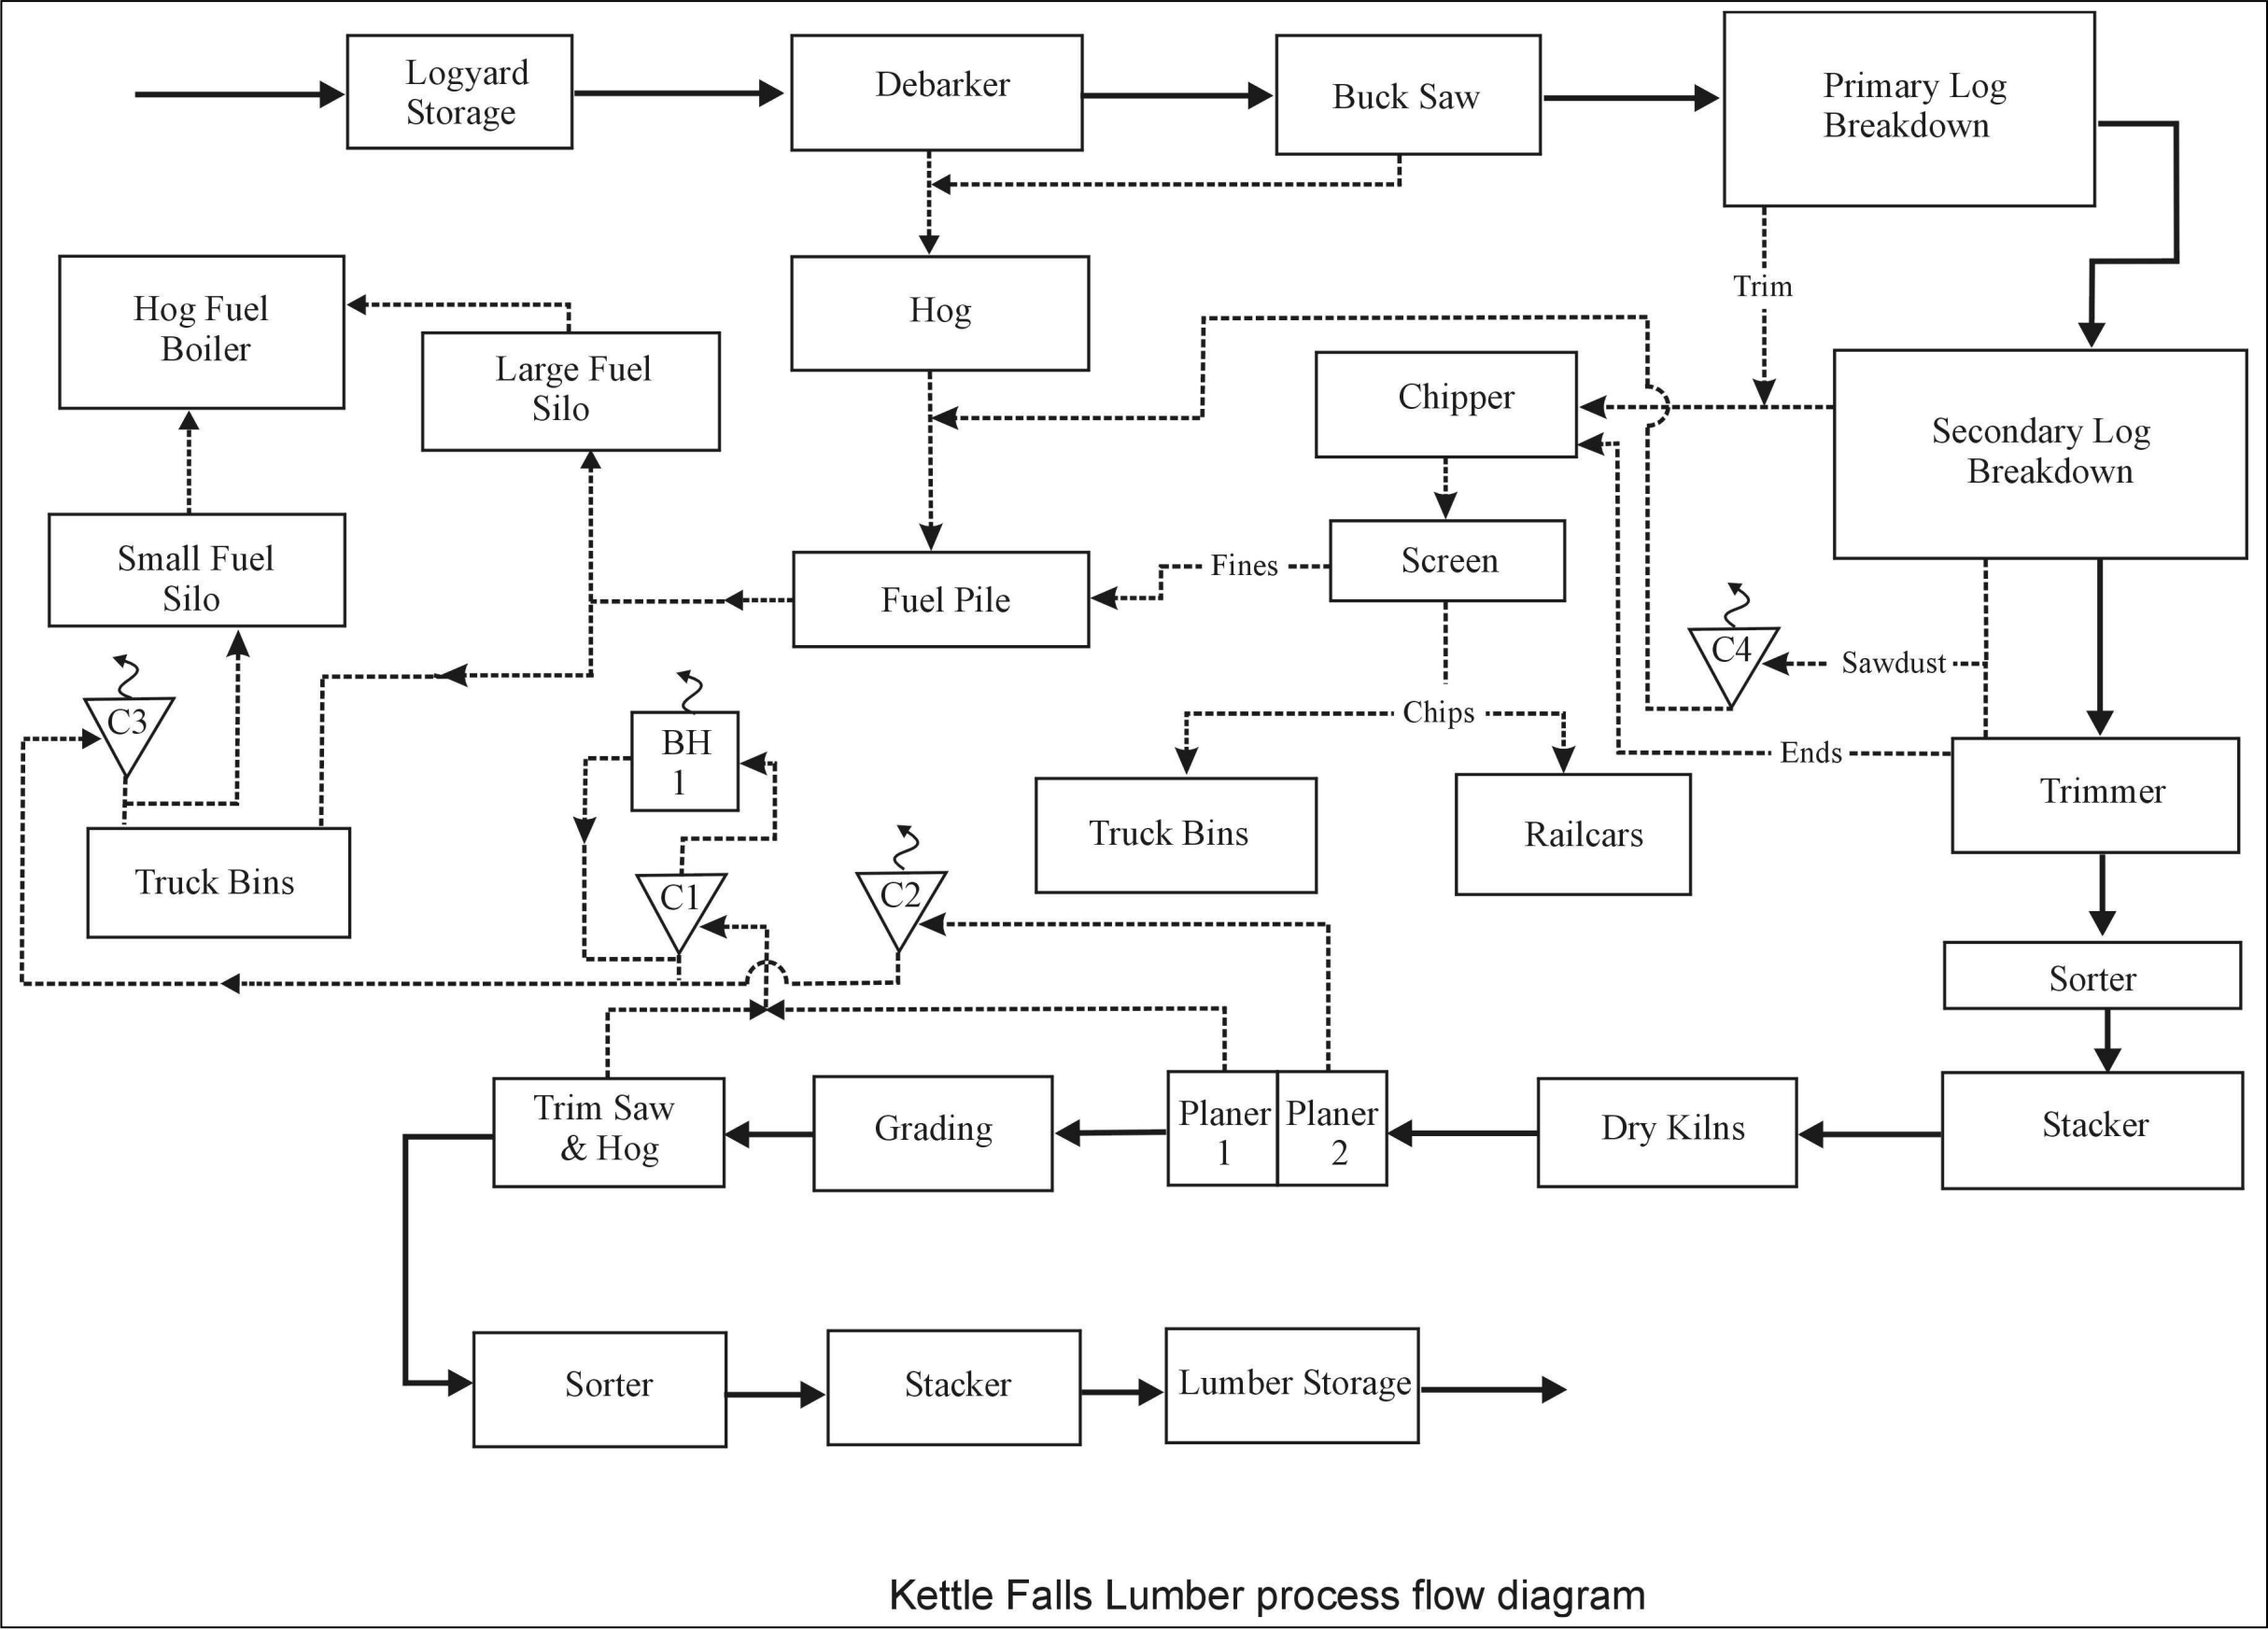 Logyard
Storage
Debarker
Buck Saw
Primary Log
Breakdown
Hog Fuel
Boiler
Large Fuel
Silo
Hog
Trim
Chipper
Secondary Log
Breakdown
Small Fuel
Silo
Fuel Pile
Fines
Screen
C4
Sawdust
C3
BH
1
Chips
Ends
Trimmer
Truck Bins
C1
C2
Truck Bins
Railcars
Sorter
Trim Saw
& Hog
Grading
Planer
1
Planer
2
Dry Kilns
Stacker
Sorter
Stacker
Lumber Storage
Kettle Falls Lumber process flow diagram